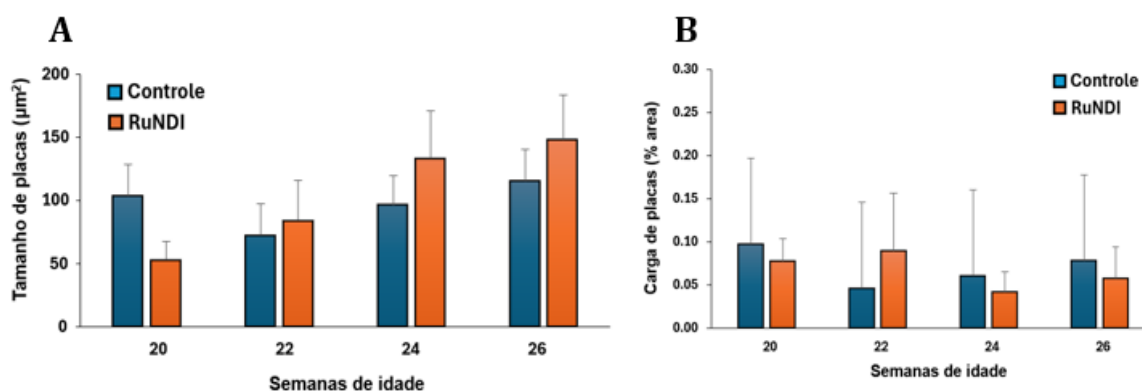 A
Tamanho de placas (µm²)
200
150
100
50
0
Controle
RuNDI
20 22 24 26
Semanas de idade
B
Carga de placas (% area)
0.30
0.25
0.20
0.15
0.10
0.05
0.00
Controle
RuNDI
20 22 24 26
Semanas de idade